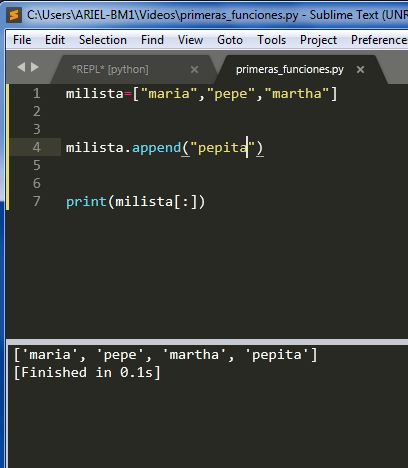 C:\Users\ARIEL-BM1\Videos\primeras_funciones.py - Sublime Text (UNR
File Edit Selection Find View Goto Tools Project Preference
*REPL* [python] × primeras_funciones.py ×
1 milista=["maria","pepe","martha"]
2
3
4 milista.append("pepita")
5
6
7 print(milista[:])
['maria', 'pepe', 'martha', 'pepita']
[Finished in 0.1s]